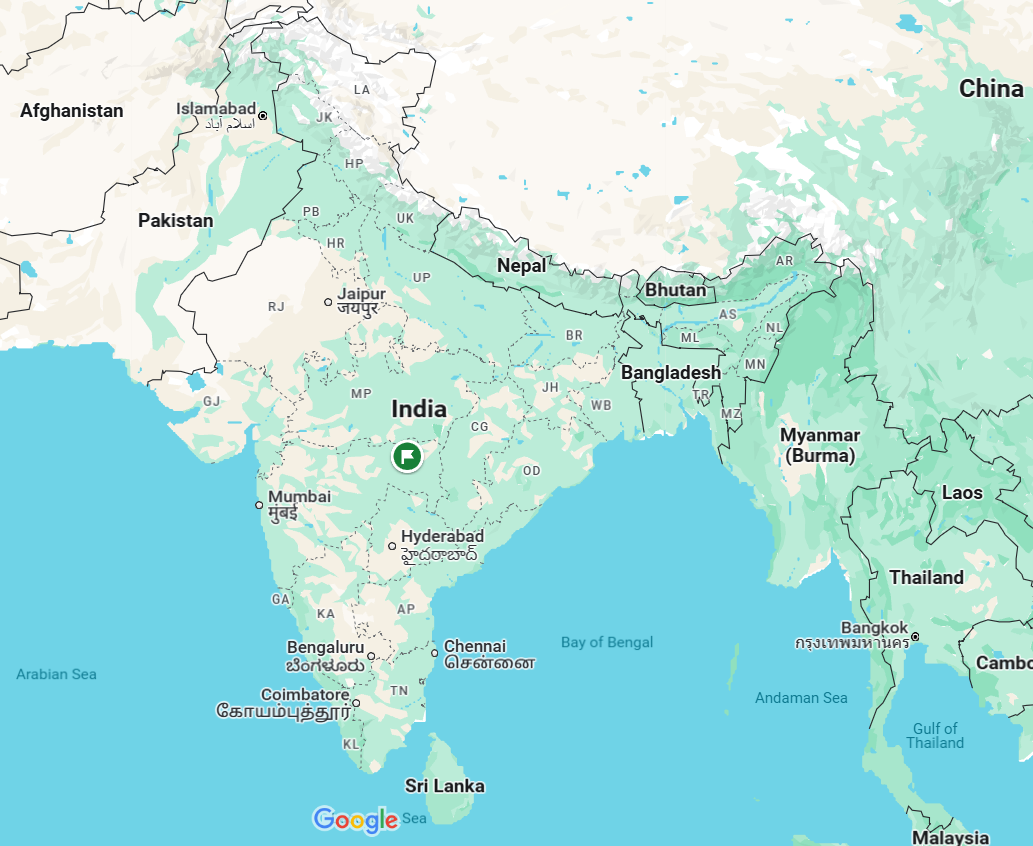 LA
China
Afghanistan
Islamabad
اسلام آباد
JK
HP
Pakistan
PB
UK
HR
Nepal
AR
UP
Bhutan
Jaipur
जयपुर
RJ
AS
NL
BR
ML
MN
Bangladesh
JH
MP
GJ
India
WB
TR
MZ
CG
Myanmar
(Burma)
OD
Laos
Mumbai
मुंबई
Hyderabad
హైదరాబాద్
Thailand
GA
KA
AP
Bangkok
กรุงเทพมหานคร
Bengaluru
ಬೆಂಗಳೂರು
Chennai
சென்னை
Bay of Bengal
Cambo
Arabian Sea
TN
Coimbatore
கோயம்புத்தூர்
Andaman Sea
Gulf of
Thailand
KL
Sri Lanka
Google
Sea
Malaysia